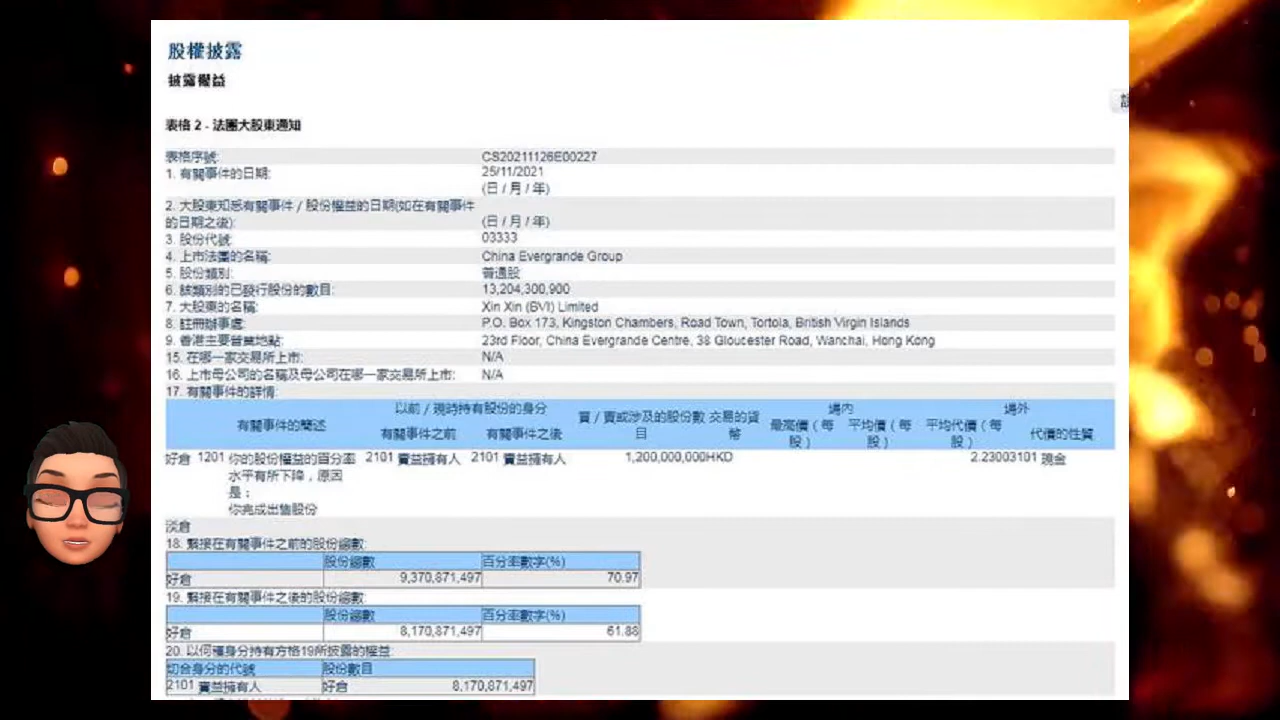 股權披露
披露權益
表格 2 - 法團大股東通知
表格序號: CS20211126E00227
1. 有關事件的日期: 25/11/2021
(日 / 月 / 年)
2. 大股東知悉有關事件 / 股份權益的日期(如在有關事件
的日期之後): (日 / 月 / 年)
3. 股份代號: 03333
4. 上市法團的名稱: China Evergrande Group
5. 股份類別: 普通股
6. 該類別的已發行股份的數目: 13,204,300,900
7. 大股東的名稱: Xin Xin (BVI) Limited
8. 註冊辦事處: P.O. Box 173, Kingston Chambers, Road Town, Tortola, British Virgin Islands
9. 香港主要營業地點: 23rd Floor, China Evergrande Centre, 38 Gloucester Road, Wanchai, Hong Kong
15. 在哪一家交易所上市: N/A
16. 上市母公司的名稱及母公司在哪一家交易所上市: N/A
17. 有關事件的詳情:
以前 / 現時持有股份的身分 場內 場外
有關事件的簡述 有關事件之前 有關事件之後 買 / 賣或涉及的股份數目 交易的貨幣 最高價 ( 每股 ) 平均價 ( 每股 ) 平均代價 ( 每股 ) 代價的性質
好倉 1201 你的股份權益的百分率 2101 實益擁有人 2101 實益擁有人 1,200,000,000HKD 2.23003101 現金
水平有所下降，原因
是：
你完成出售股份
淡倉
18. 緊接在有關事件之前的股份總數:
股份總數 百分率數字(%)
好倉 9,370,871,497 70.97
19. 緊接在有關事件之後的股份總數:
股份總數 百分率數字(%)
好倉 8,170,871,497 61.88
20. 以何種身分持有方格19所披露的權益:
切合身分的代號 股份數目
2101 實益擁有人 好倉 8,170,871,497